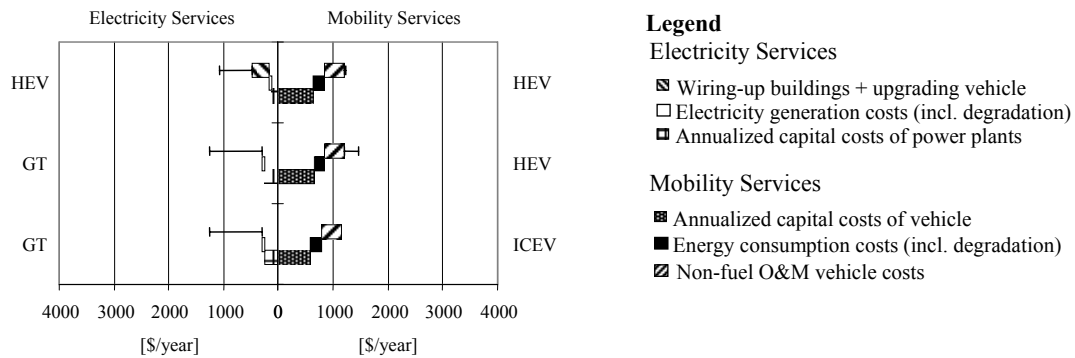 Electricity Services Mobility Services
HEV HEV
GT HEV
GT ICEV
4000 3000 2000 1000 0 1000 2000 3000 4000
[$/year] [$/year]
Legend
Electricity Services
Wiring-up buildings + upgrading vehicle
Electricity generation costs (incl. degradation)
Annualized capital costs of power plants
Mobility Services
Annualized capital costs of vehicle
Energy consumption costs (incl. degradation)
Non-fuel O&M vehicle costs